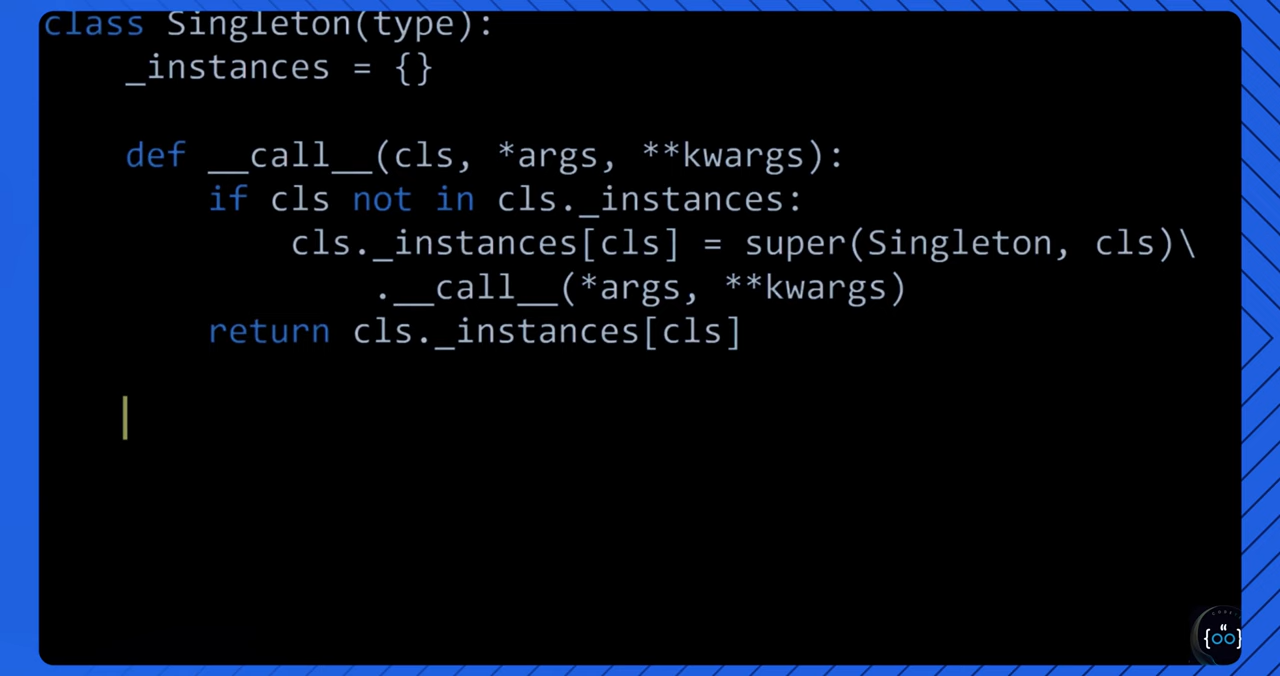 class Singleton(type):
    _instances = {}
    def __call__(cls, *args, **kwargs):
        if cls not in cls._instances:
            cls._instances[cls] = super(Singleton, cls)\
                .__call__(*args, **kwargs)
        return cls._instances[cls]